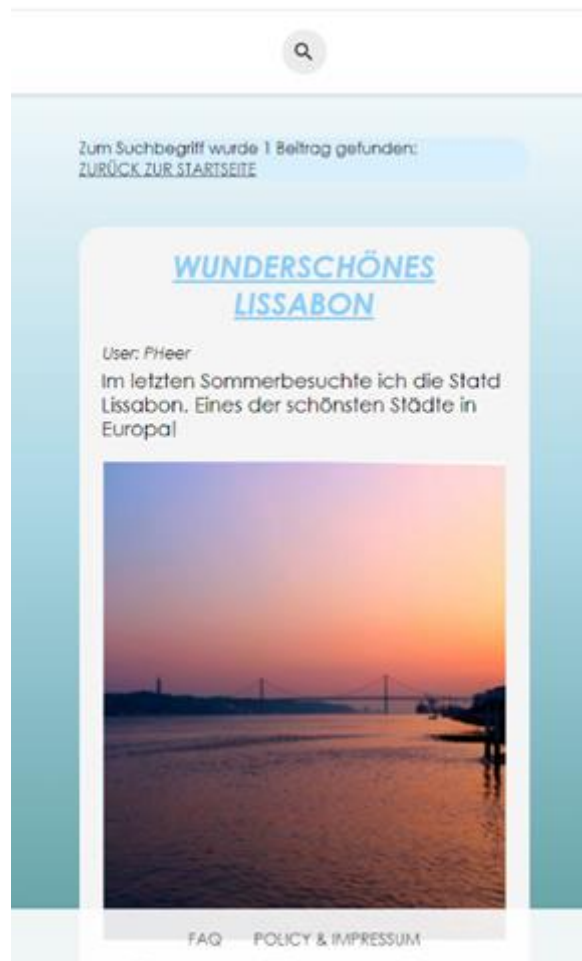 Zum Suchbegriff wurde 1 Beitrag gefunden:
ZURÜCK ZUR STARTSEITE
WUNDERSCHÖNES
LISSABON
User: PHeer
Im letzten Sommerbesuchte ich die Statd
Lissabon. Eines der schönsten Städte in
Europa!
FAQ POLICY & IMPRESSUM